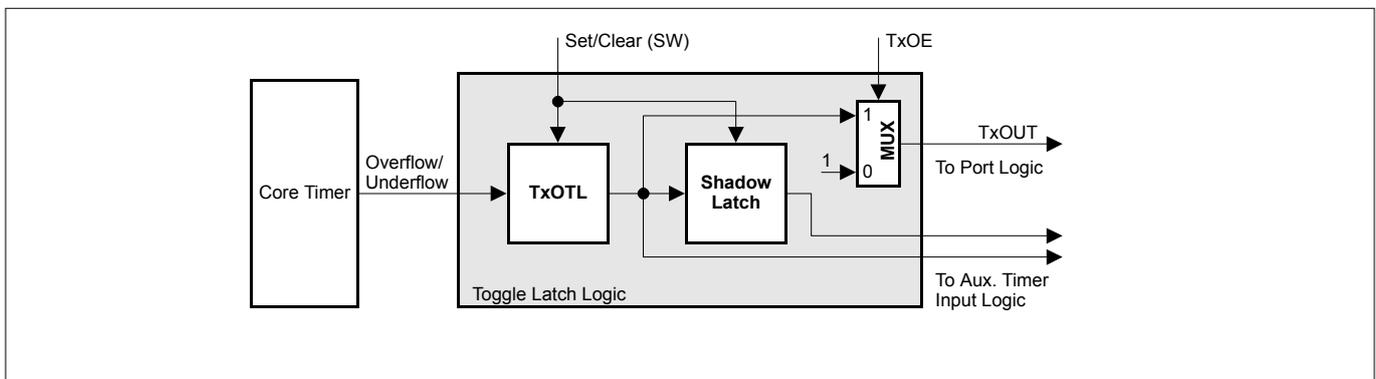 Set/Clear (SW)
TxOE
Core Timer
Overflow/
Underflow
TxOTL
Shadow
Latch
1
1
0
MUX
TxOUT
To Port Logic
To Aux. Timer
Input Logic
Toggle Latch Logic